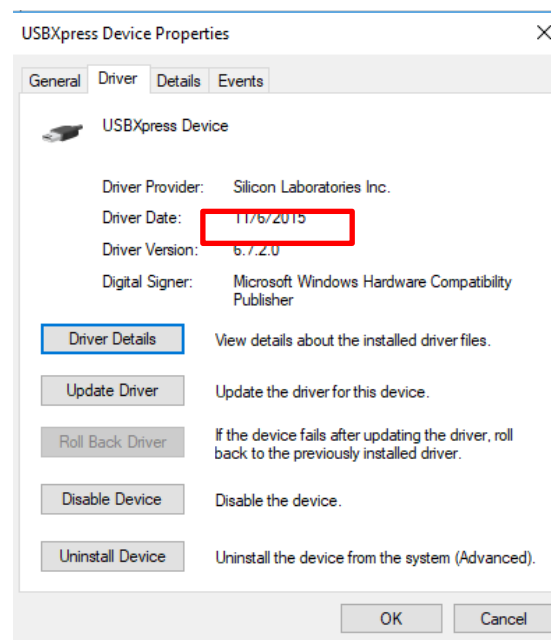 USBXpress Device Properties
General Driver Details Events
USBXpress Device
Driver Provider: Silicon Laboratories Inc.
Driver Date: 11/6/2015
Driver Version: 6.7.2.0
Digital Signer: Microsoft Windows Hardware Compatibility
Publisher
Driver Details View details about the installed driver files.
Update Driver Update the driver for this device.
Roll Back Driver If the device fails after updating the driver, roll
back to the previously installed driver.
Disable Device Disable the device.
Uninstall Device Uninstall the device from the system (Advanced).
OK Cancel